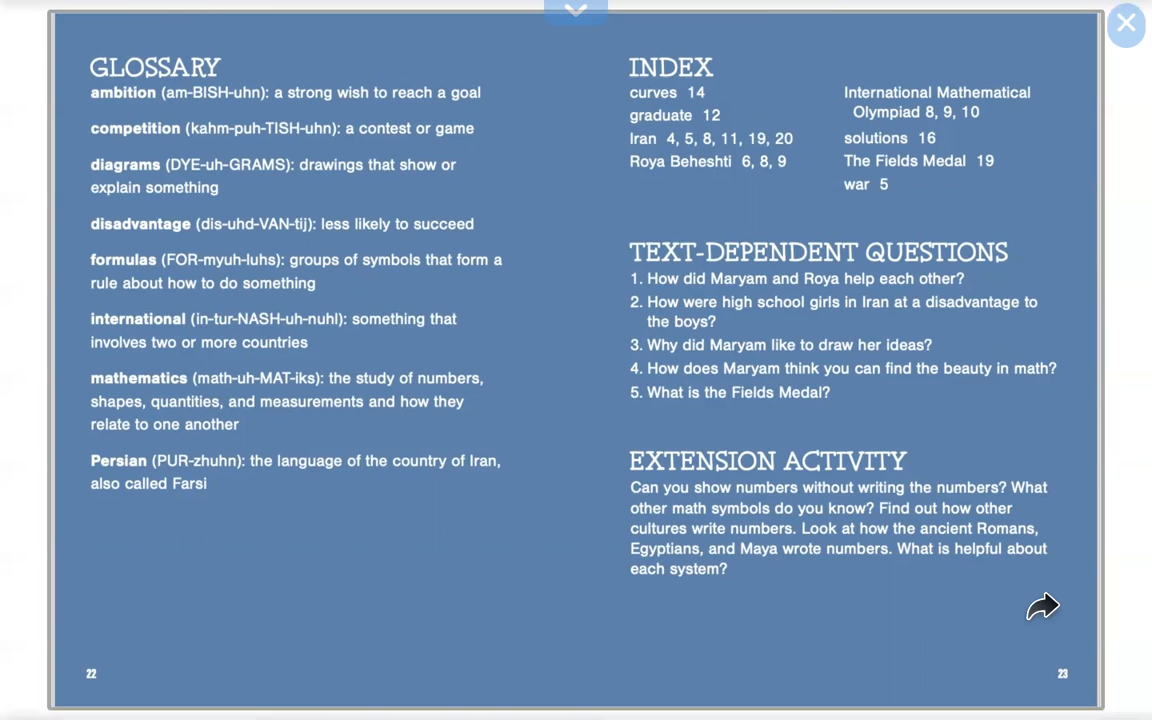 GLOSSARY
ambition (am-BISH-uhn): a strong wish to reach a goal
competition (kahm-puh-TISH-uhn): a contest or game
diagrams (DYE-uh-GRAMS): drawings that show or
explain something
disadvantage (dis-uhd-VAN-tij): less likely to succeed
formulas (FOR-myuh-luhs): groups of symbols that form a
rule about how to do something
international (in-tur-NASH-uh-nuhl): something that
involves two or more countries
mathematics (math-uh-MAT-iks): the study of numbers,
shapes, quantities, and measurements and how they
relate to one another
Persian (PUR-zhuhn): the language of the country of Iran,
also called Farsi
22
INDEX
curves 14
graduate 12
Iran 4, 5, 8, 11, 19, 20
Roya Beheshti 6, 8, 9
International Mathematical
Olympiad 8, 9, 10
solutions 16
The Fields Medal 19
war 5
TEXT-DEPENDENT QUESTIONS
1. How did Maryam and Roya help each other?
2. How were high school girls in Iran at a disadvantage to
the boys?
3. Why did Maryam like to draw her ideas?
4. How does Maryam think you can find the beauty in math?
5. What is the Fields Medal?
EXTENSION ACTIVITY
Can you show numbers without writing the numbers? What
other math symbols do you know? Find out how other
cultures write numbers. Look at how the ancient Romans,
Egyptians, and Maya wrote numbers. What is helpful about
each system?
23